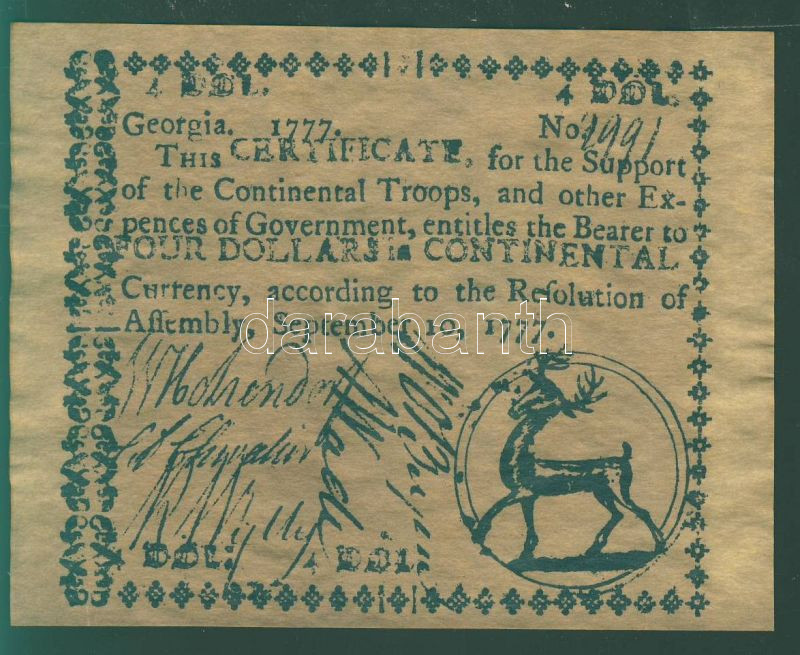 4 DOL. 4 DOL.
Georgia. 1777. No 9991
THIS CERTIFICATE, for the Support
of the Continental Troops, and other Ex-
pences of Government, entitles the Bearer to
FOUR DOLLARS in CONTINENTAL
Currency, according to the Reſolution of
Aſſembly September 10, 1777.
darabanth
DOL. 4 DOL.